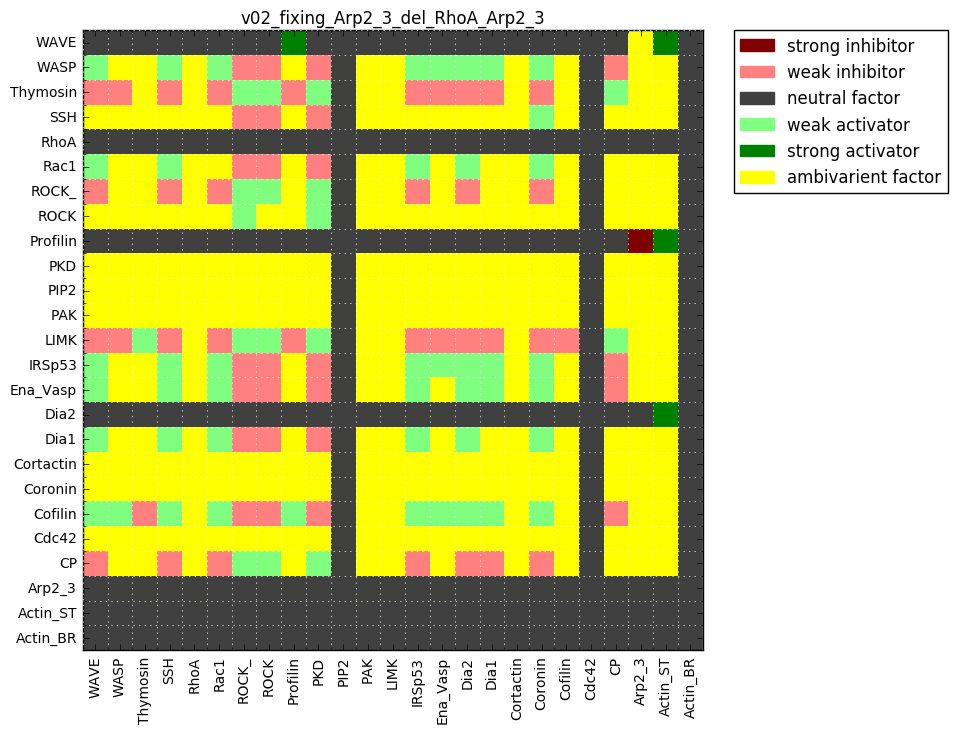 v02_fixing_Arp2_3_del_RhoA_Arp2_3
WAVE
WASP
Thymosin
SSH
RhoA
Rac1
ROCK_
ROCK
Profilin
PKD
PIP2
PAK
LIMK
IRSp53
Ena_Vasp
Dia2
Dia1
Cortactin
Coronin
Cofilin
Cdc42
CP
Arp2_3
Actin_ST
Actin_BR
WAVE
WASP
Thymosin
SSH
RhoA
Rac1
ROCK_
ROCK
Profilin
PKD
PIP2
PAK
LIMK
IRSp53
Ena_Vasp
Dia2
Dia1
Cortactin
Coronin
Cofilin
Cdc42
CP
Arp2_3
Actin_ST
Actin_BR
strong inhibitor
weak inhibitor
neutral factor
weak activator
strong activator
ambivarient factor